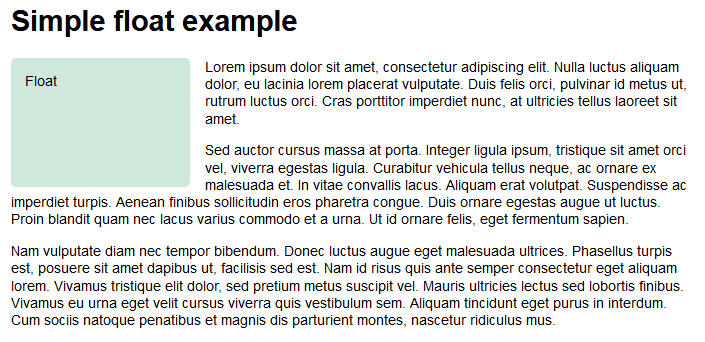 Simple float example
Float
Lorem ipsum dolor sit amet, consectetur adipiscing elit. Nulla luctus aliquam
dolor, eu lacinia lorem placerat vulputate. Duis felis orci, pulvinar id metus ut,
rutrum luctus orci. Cras porttitor imperdiet nunc, at ultricies tellus laoreet sit
amet.
Sed auctor cursus massa at porta. Integer ligula ipsum, tristique sit amet orci
vel, viverra egestas ligula. Curabitur vehicula tellus neque, ac ornare ex
malesuada et. In vitae convallis lacus. Aliquam erat volutpat. Suspendisse ac
imperdiet turpis. Aenean finibus sollicitudin eros pharetra congue. Duis ornare egestas augue ut luctus.
Proin blandit quam nec lacus varius commodo et a urna. Ut id ornare felis, eget fermentum sapien.
Nam vulputate diam nec tempor bibendum. Donec luctus augue eget malesuada ultrices. Phasellus turpis
est, posuere sit amet dapibus ut, facilisis sed est. Nam id risus quis ante semper consectetur eget aliquam
lorem. Vivamus tristique elit dolor, sed pretium metus suscipit vel. Mauris ultricies lectus sed lobortis finibus.
Vivamus eu urna eget velit cursus viverra quis vestibulum sem. Aliquam tincidunt eget purus in interdum.
Cum sociis natoque penatibus et magnis dis parturient montes, nascetur ridiculus mus.